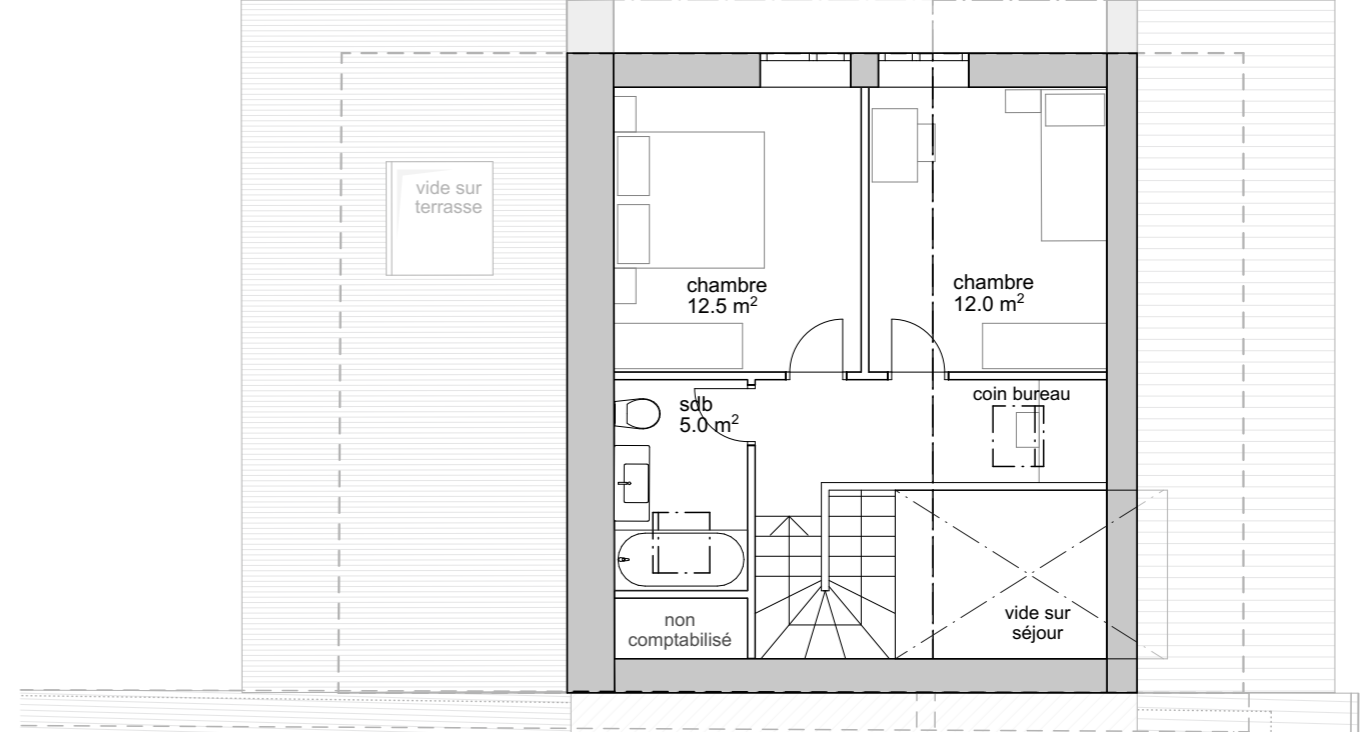 vide sur
terrasse
chambre
12.5 m²
chambre
12.0 m²
coin bureau
sdb
5.0 m²
non
comptabilisé
vide sur
séjour